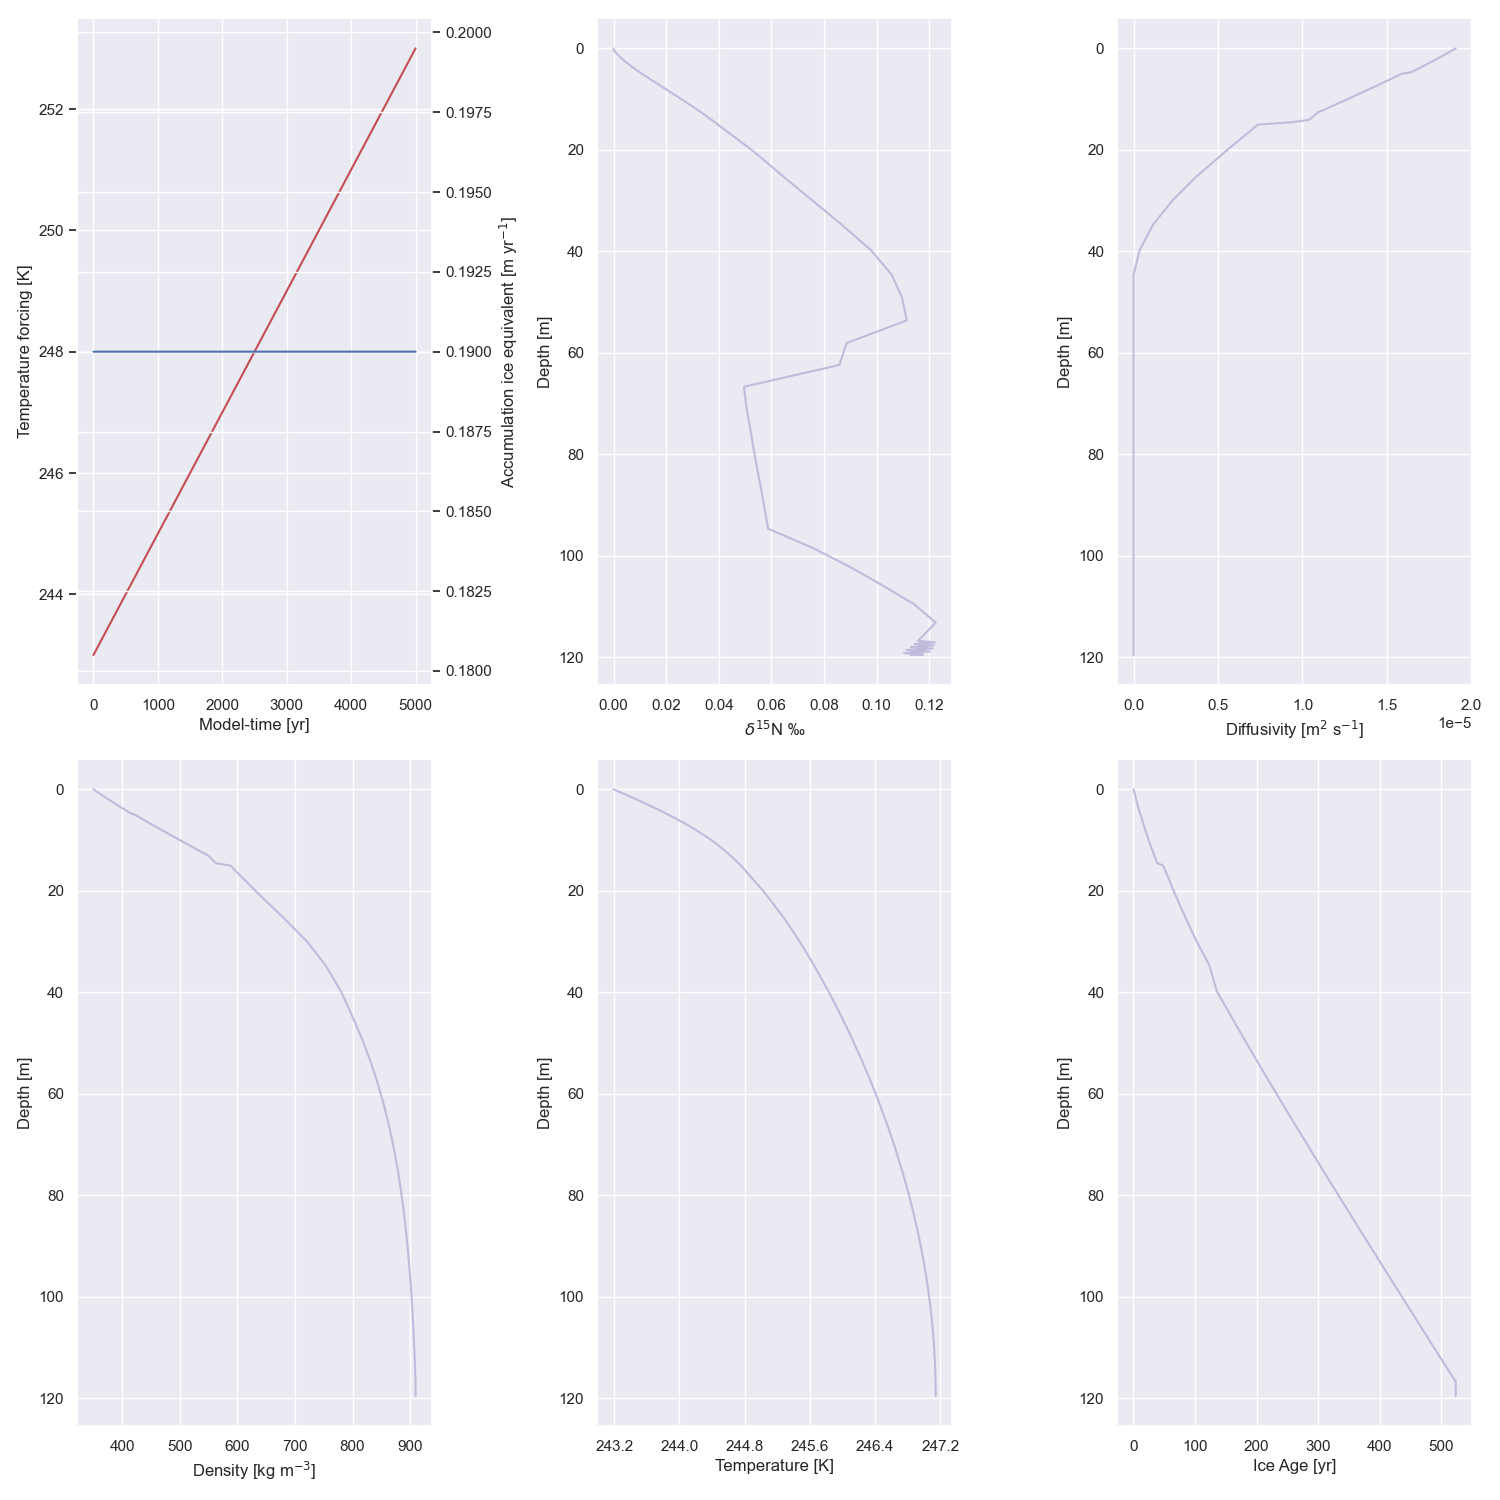 Temperature forcing [K]
252
250
248
246
244
0 1000 2000 3000 4000 5000
Model-time [yr]
0.2000
0.1975
0.1950
0.1925
0.1900
0.1875
0.1850
0.1825
0.1800
Accumulation ice equivalent [m yr⁻¹]
Depth [m]
0
20
40
60
80
100
120
0.00 0.02 0.04 0.06 0.08 0.10 0.12
δ¹⁵N ‰
Depth [m]
0
20
40
60
80
100
120
0.0 0.5 1.0 1.5 2.0
1e−5
Diffusivity [m² s⁻¹]
Depth [m]
0
20
40
60
80
100
120
400 500 600 700 800 900
Density [kg m⁻³]
Depth [m]
0
20
40
60
80
100
120
243.2 244.0 244.8 245.6 246.4 247.2
Temperature [K]
Depth [m]
0
20
40
60
80
100
120
0 100 200 300 400 500
Ice Age [yr]